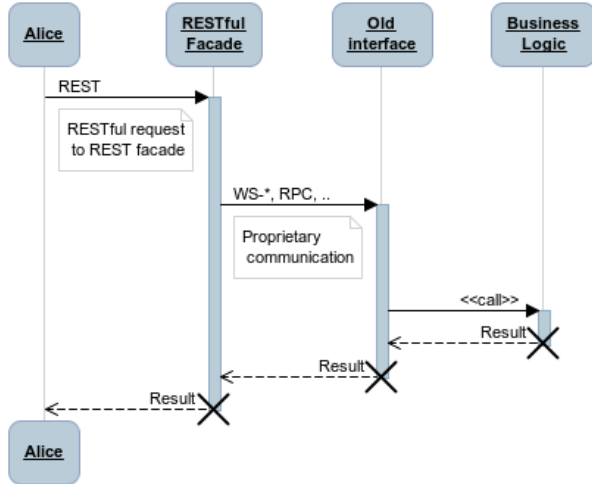 Alice
RESTful
Facade
Old
interface
Business
Logic
REST
RESTful request
to REST facade
WS-*, RPC, ..
Proprietary
communication
<<call>>
Result
Result
Result
Alice